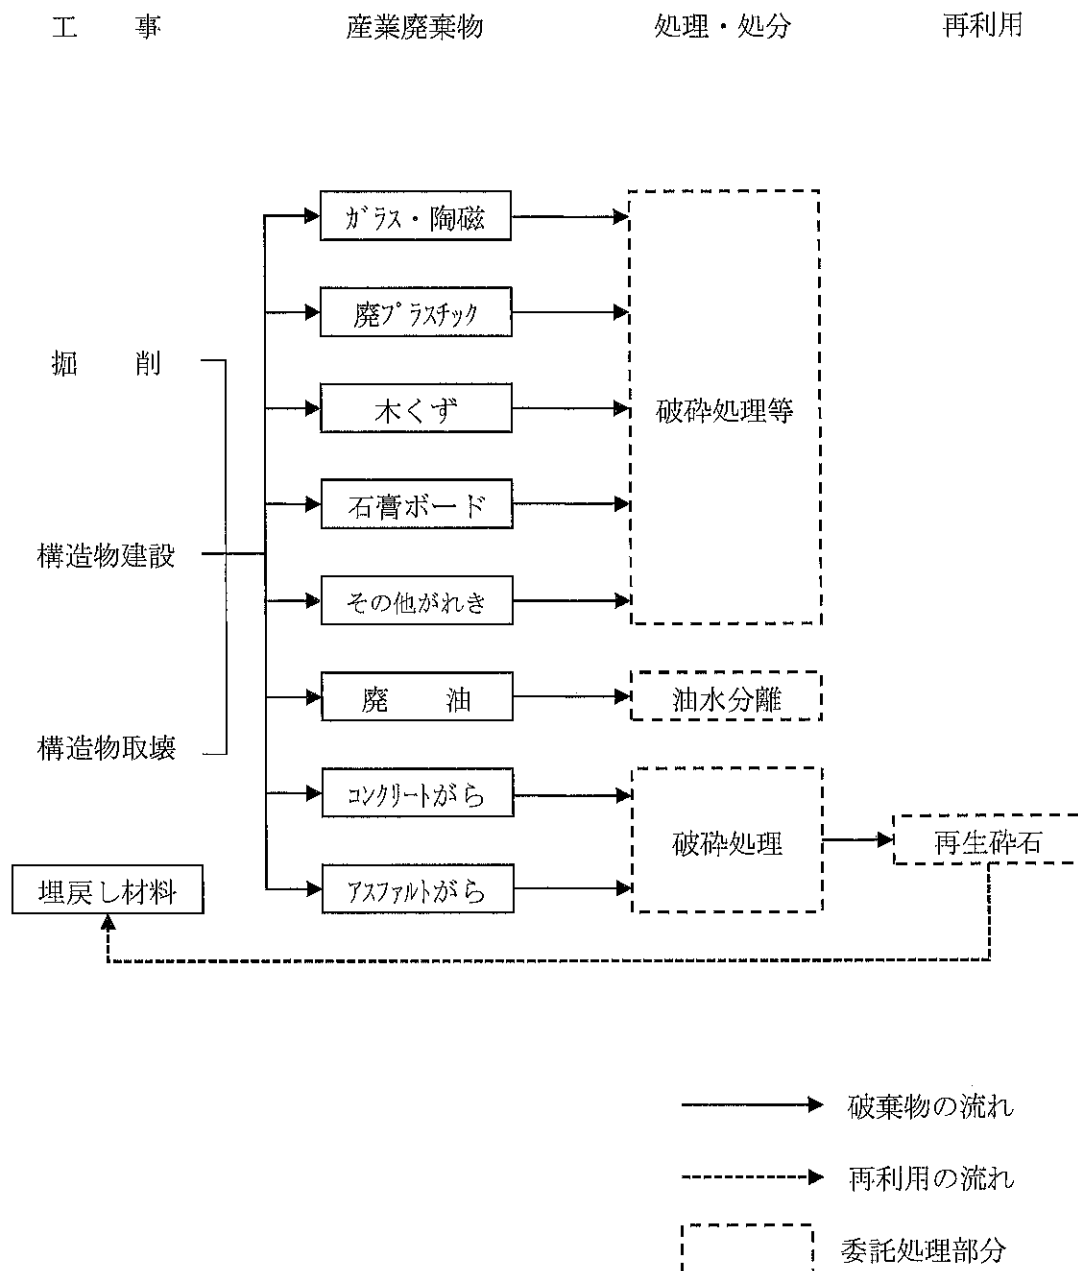 工　事　産業廃棄物　処理・処分　再利用
ガラス・陶磁
廃プラスチック
掘　削
木くず
破砕処理等
石膏ボード
構造物建設
その他がれき
廃　油
油水分離
構造物取壊
コンクリートがら
破砕処理
再生砕石
埋戻し材料
アスファルトがら
破棄物の流れ
再利用の流れ
委託処理部分